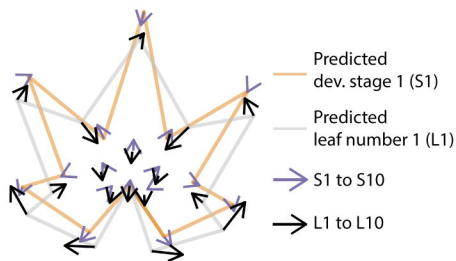 Predicted
dev. stage 1 (S1)
Predicted
leaf number 1 (L1)
S1 to S10
L1 to L10